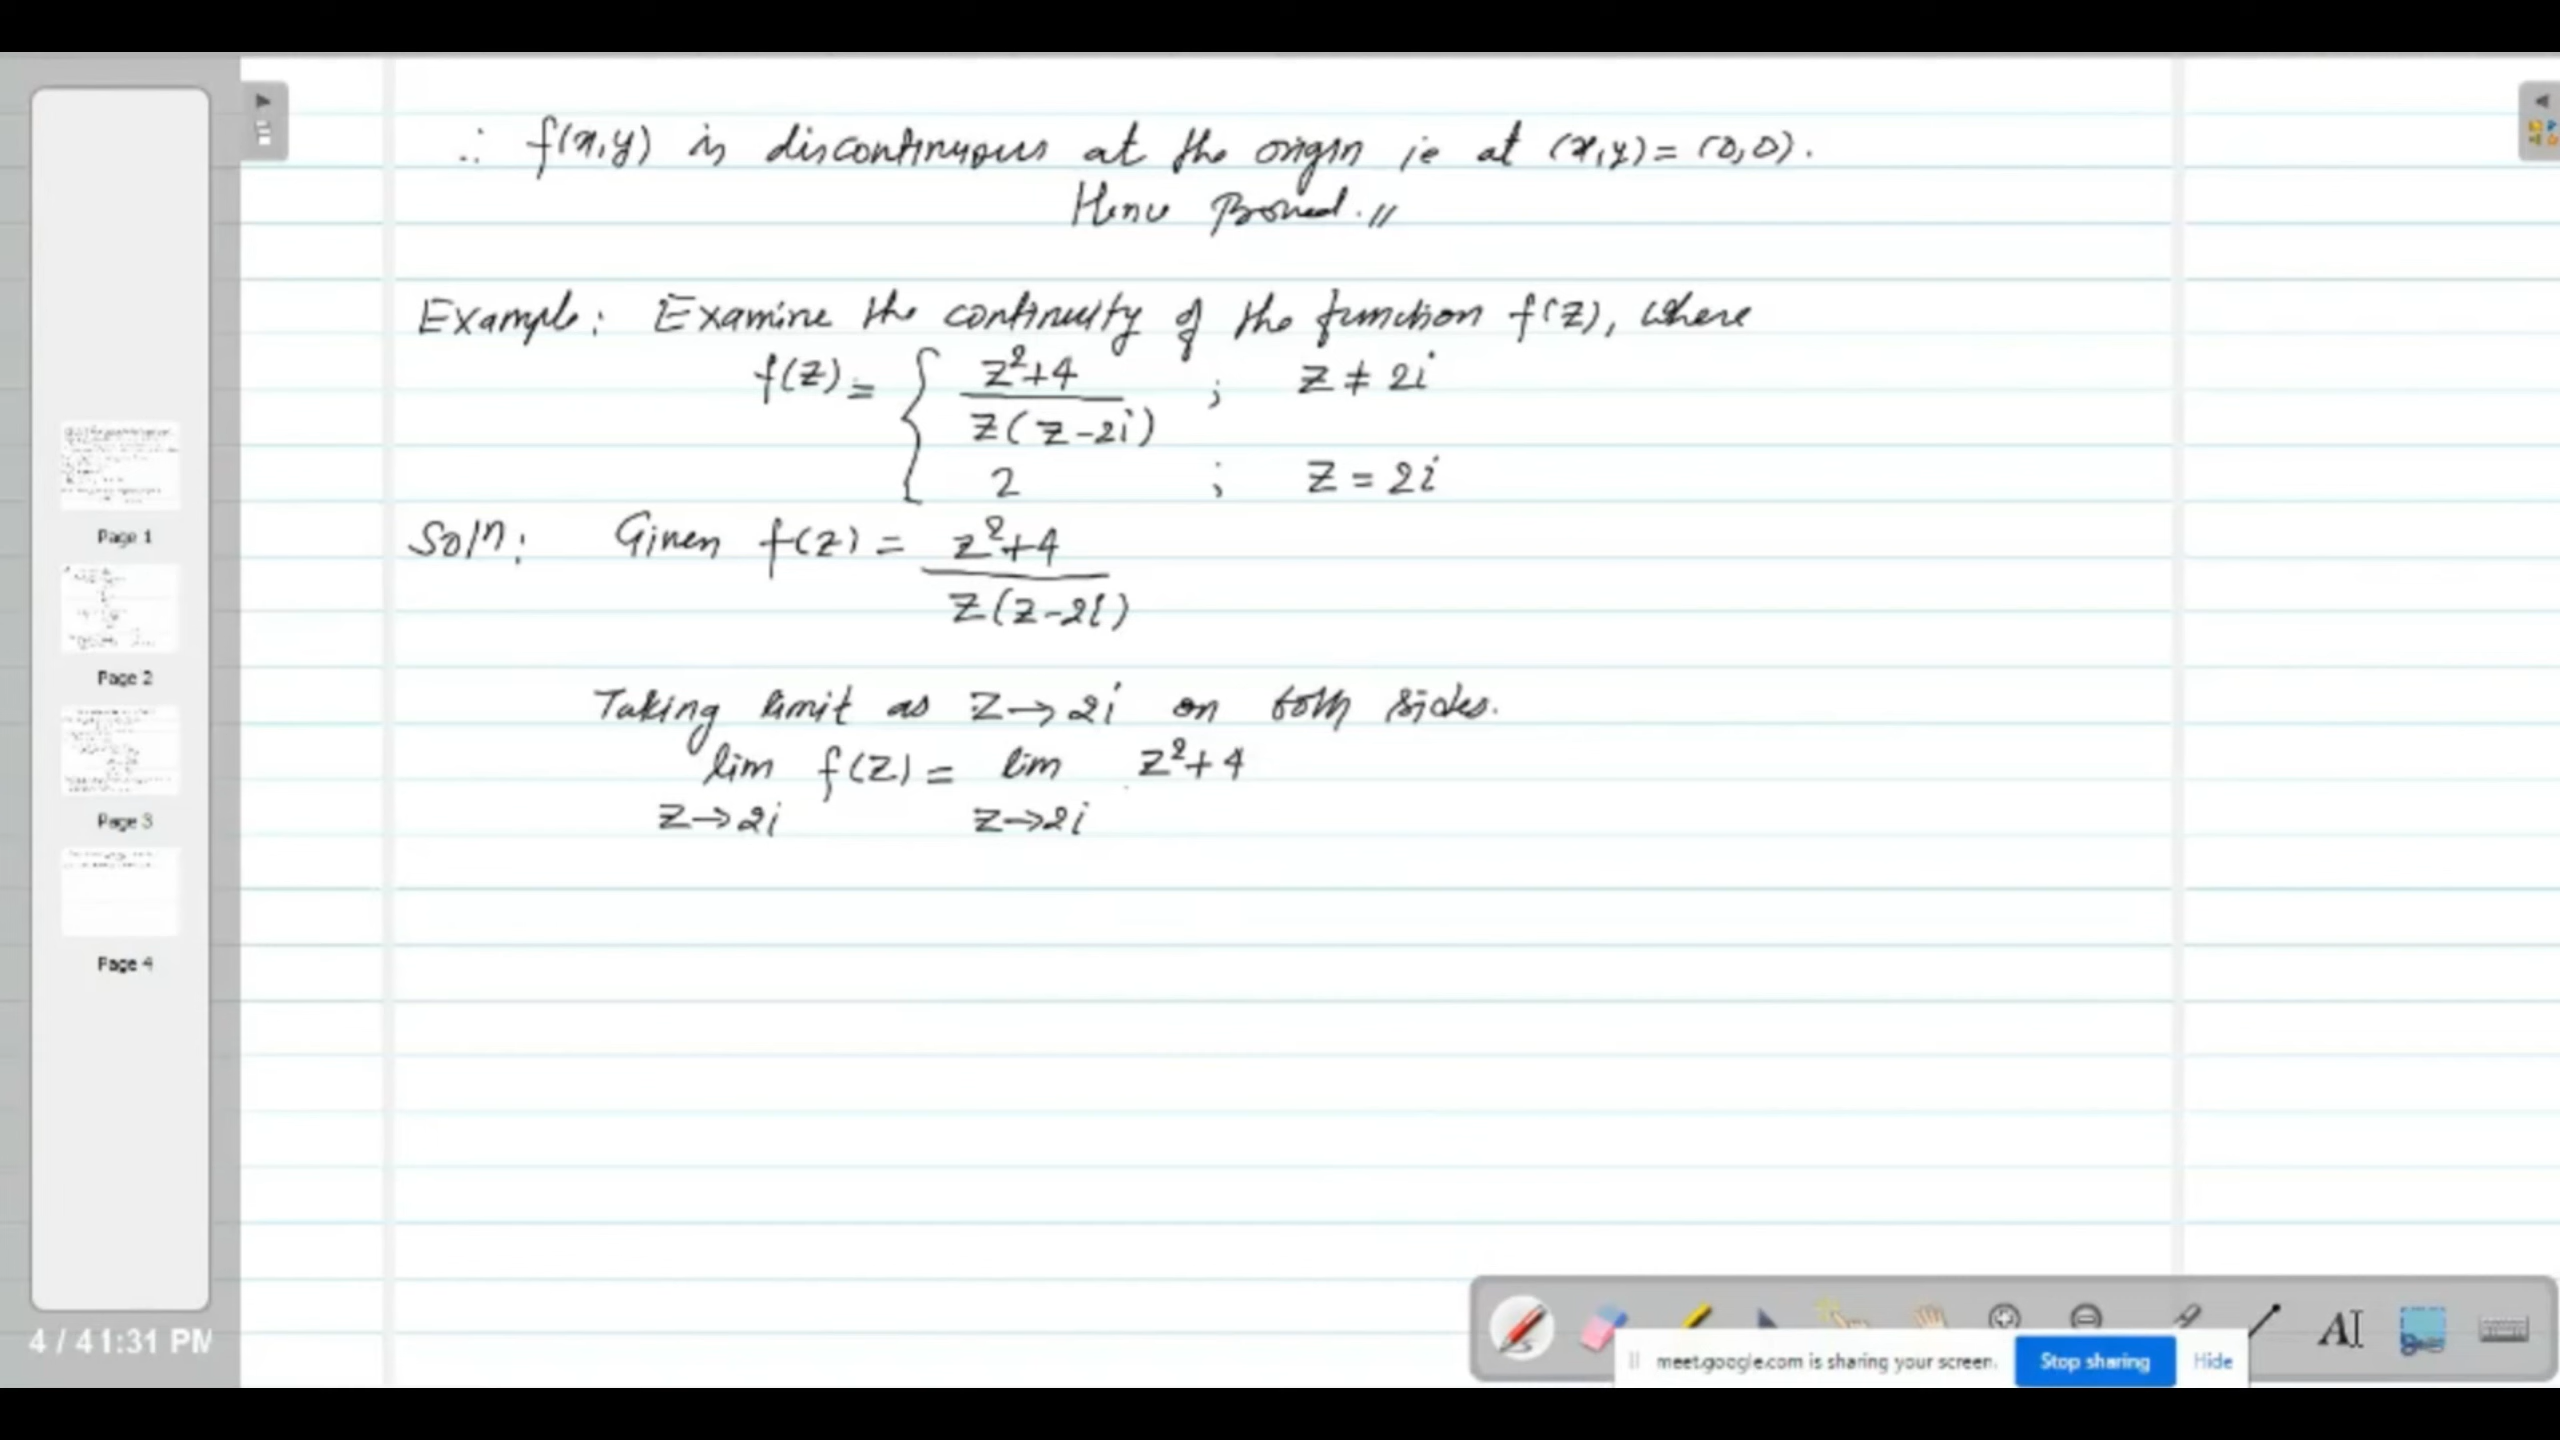 ∴ f(x,y) is discontinuous at the origin ie at (x,y) = (0,0).
Hence Proved.//
Example: Examine the continuity of the function f(z), where
f(z) = { z²+4 / z(z-2i) ; z ≠ 2i
2 ; z = 2i
Soln: Given f(z) = z²+4 / z(z-2i)
Taking limit as z→2i on both sides.
lim f(z) = lim z²+4
z→2i z→2i
Page 1
Page 2
Page 3
Page 4
4 / 4 1:31 PM
AI
meet.google.com is sharing your screen.
Stop sharing
Hide